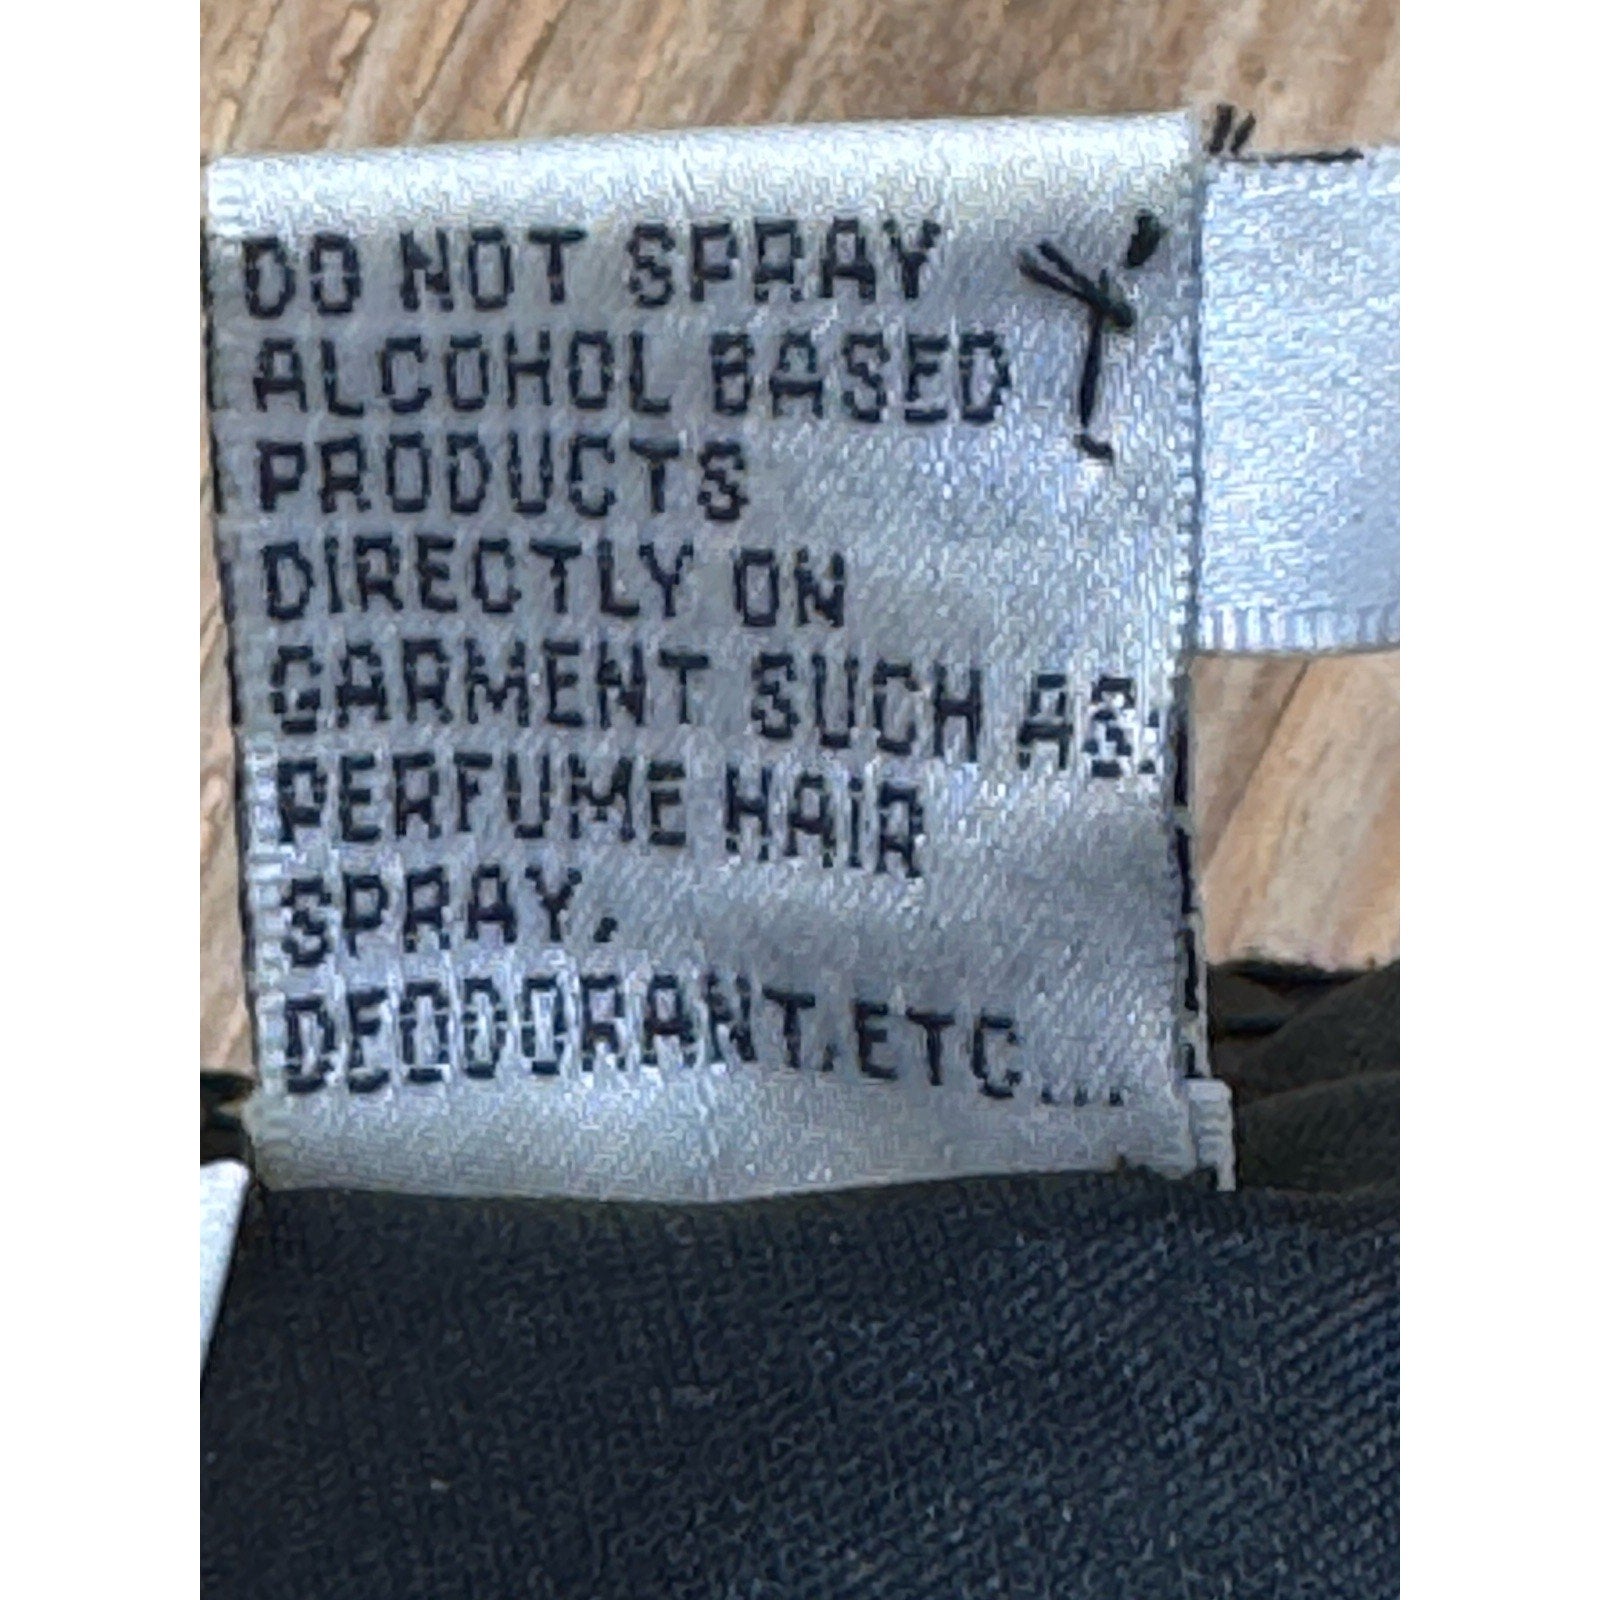 DO NOT SPRAY
ALCOHOL BASED
PRODUCTS
DIRECTLY ON
GARMENT SUCH AS:
PERFUME HAIR
SPRAY,
DEODORANT.ETC...